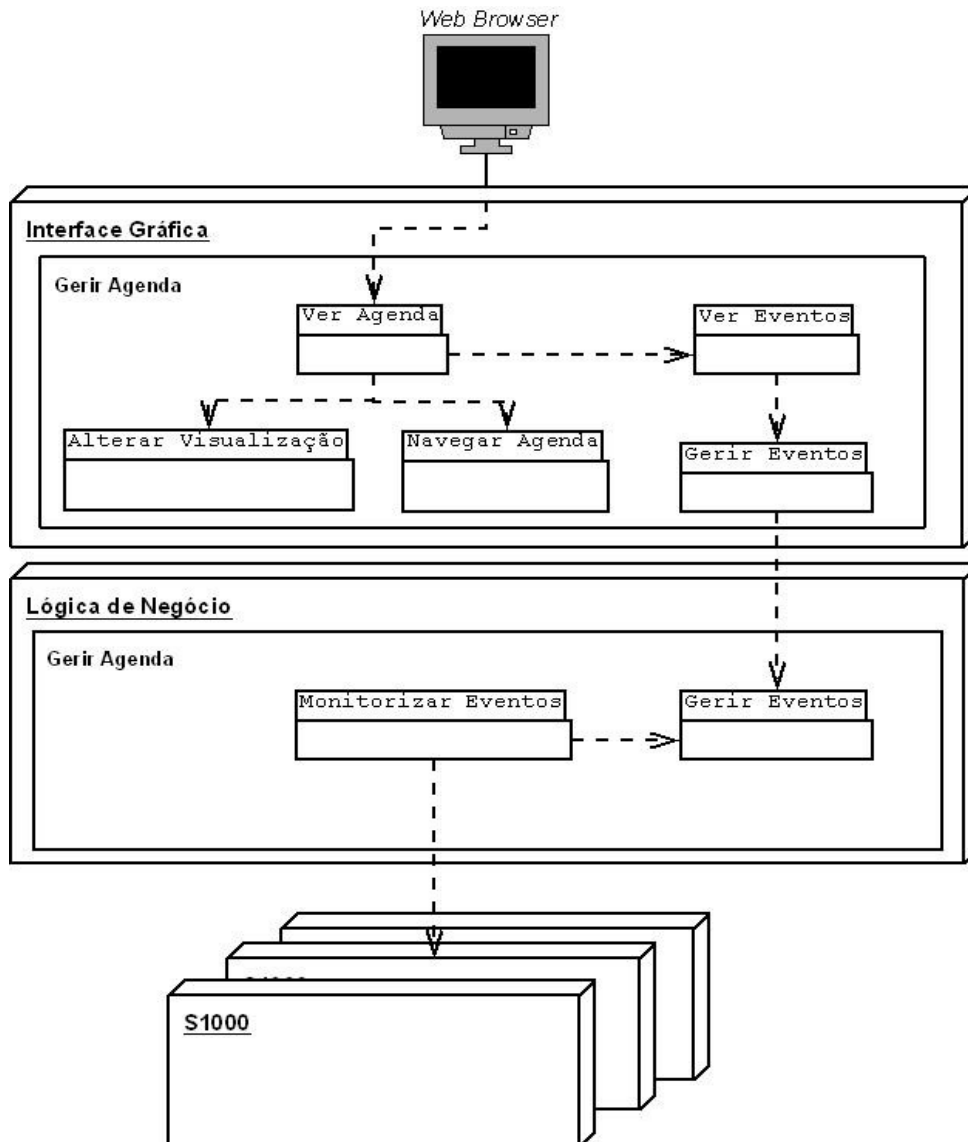 Web Browser
Interface Gráfica
Gerir Agenda
Ver Agenda
Ver Eventos
Alterar Visualização
Navegar Agenda
Gerir Eventos
Lógica de Negócio
Gerir Agenda
Monitorizar Eventos
Gerir Eventos
S1000